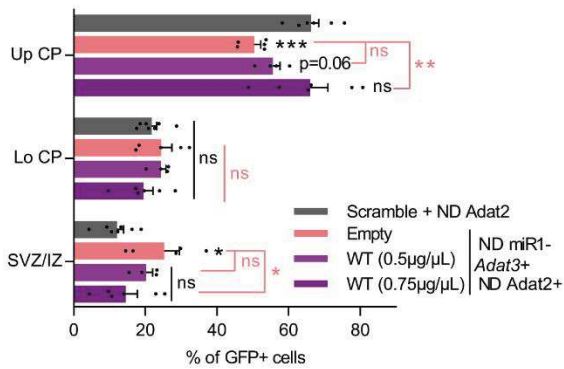 Up CP
***
ns
p=0.06
**
ns
Lo CP
ns
ns
SVZ/IZ
*
ns
ns
*
Scramble + ND Adat2
Empty
WT (0.5µg/µL)
WT (0.75µg/µL)
ND miR1-
Adat3+
ND Adat2+
0 20 40 60 80
% of GFP+ cells